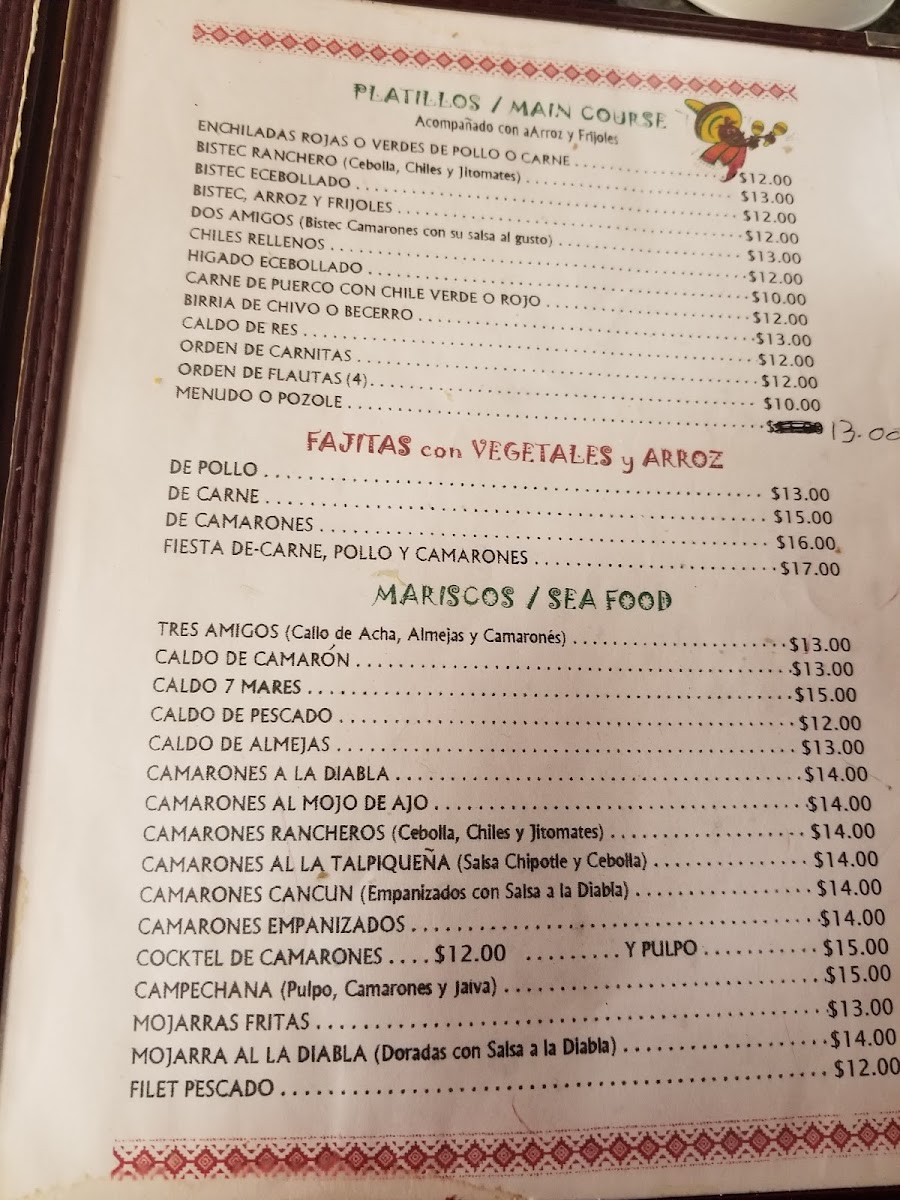 PLATILLOS / MAIN COURSE
Acompañado con aArroz y Frijoles
ENCHILADAS ROJAS O VERDES DE POLLO O CARNE .......... $12.00
BISTEC RANCHERO (Cebolla, Chiles y Jitomates) .......... $13.00
BISTEC ECEBOLLADO .......... $12.00
BISTEC, ARROZ Y FRIJOLES .......... $12.00
DOS AMIGOS (Bistec Camarones con su salsa al gusto) .......... $13.00
CHILES RELLENOS .......... $12.00
HIGADO ECEBOLLADO .......... $10.00
CARNE DE PUERCO CON CHILE VERDE O ROJO .......... $12.00
BIRRIA DE CHIVO O BECERRO .......... $13.00
CALDO DE RES .......... $12.00
ORDEN DE CARNITAS .......... $12.00
ORDEN DE FLAUTAS (4) .......... $10.00
MENUDO O POZOLE .......... $ 13.00
FAJITAS con VEGETALES y ARROZ
DE POLLO .......... $13.00
DE CARNE .......... $15.00
DE CAMARONES .......... $16.00
FIESTA DE-CARNE, POLLO Y CAMARONES .......... $17.00
MARISCOS / SEA FOOD
TRES AMIGOS (Callo de Acha, Almejas y Camaronés) .......... $13.00
CALDO DE CAMARÓN .......... $13.00
CALDO 7 MARES .......... $15.00
CALDO DE PESCADO .......... $12.00
CALDO DE ALMEJAS .......... $13.00
CAMARONES A LA DIABLA .......... $14.00
CAMARONES AL MOJO DE AJO .......... $14.00
CAMARONES RANCHEROS (Cebolla, Chiles y Jitomates) .......... $14.00
CAMARONES AL LA TALPIQUEÑA (Salsa Chipotle y Cebolla) .......... $14.00
CAMARONES CANCUN (Empanizados con Salsa a la Diabla) .......... $14.00
CAMARONES EMPANIZADOS .......... $14.00
COCKTEL DE CAMARONES .... $12.00 ......... Y PULPO .......... $15.00
CAMPECHANA (Pulpo, Camarones y Jaiva) .......... $15.00
MOJARRAS FRITAS .......... $13.00
MOJARRA AL LA DIABLA (Doradas con Salsa a la Diabla) .......... $14.00
FILET PESCADO .......... $12.00